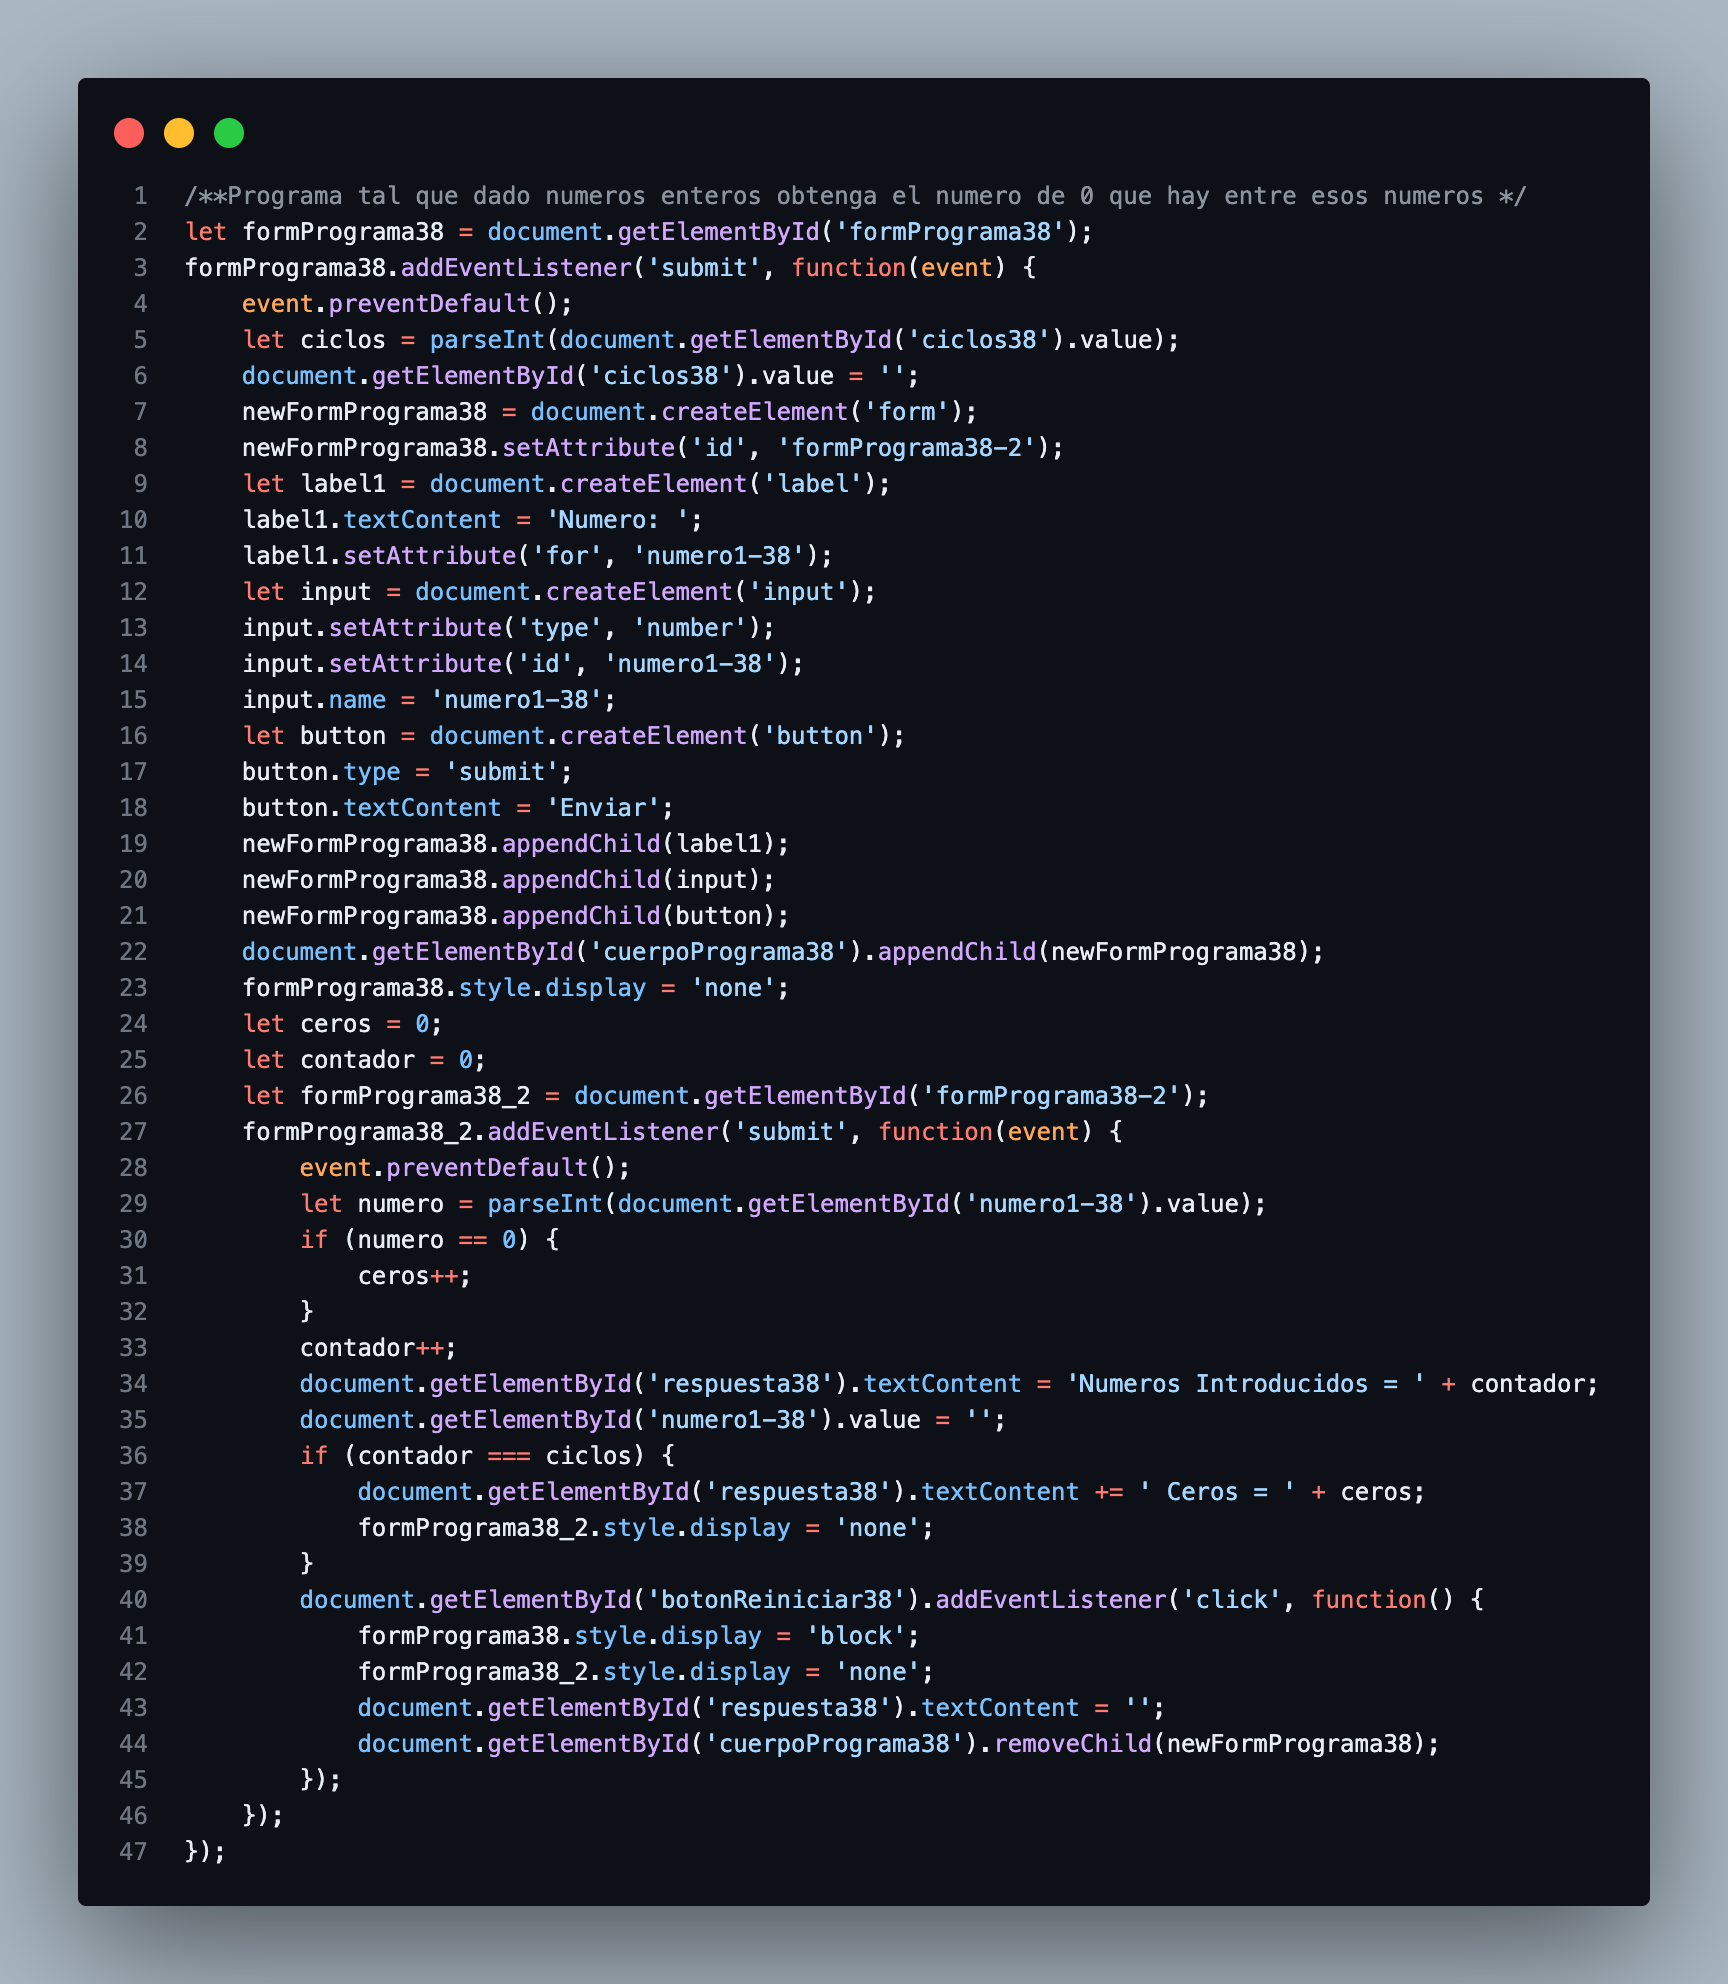 1 /**Programa tal que dado numeros enteros obtenga el numero de 0 que hay entre esos numeros */
2 let formPrograma38 = document.getElementById('formPrograma38');
3 formPrograma38.addEventListener('submit', function(event) {
4     event.preventDefault();
5     let ciclos = parseInt(document.getElementById('ciclos38').value);
6     document.getElementById('ciclos38').value = '';
7     newFormPrograma38 = document.createElement('form');
8     newFormPrograma38.setAttribute('id', 'formPrograma38-2');
9     let label1 = document.createElement('label');
10     label1.textContent = 'Numero: ';
11     label1.setAttribute('for', 'numero1-38');
12     let input = document.createElement('input');
13     input.setAttribute('type', 'number');
14     input.setAttribute('id', 'numero1-38');
15     input.name = 'numero1-38';
16     let button = document.createElement('button');
17     button.type = 'submit';
18     button.textContent = 'Enviar';
19     newFormPrograma38.appendChild(label1);
20     newFormPrograma38.appendChild(input);
21     newFormPrograma38.appendChild(button);
22     document.getElementById('cuerpoPrograma38').appendChild(newFormPrograma38);
23     formPrograma38.style.display = 'none';
24     let ceros = 0;
25     let contador = 0;
26     let formPrograma38_2 = document.getElementById('formPrograma38-2');
27     formPrograma38_2.addEventListener('submit', function(event) {
28         event.preventDefault();
29         let numero = parseInt(document.getElementById('numero1-38').value);
30         if (numero == 0) {
31             ceros++;
32         }
33         contador++;
34         document.getElementById('respuesta38').textContent = 'Numeros Introducidos = ' + contador;
35         document.getElementById('numero1-38').value = '';
36         if (contador === ciclos) {
37             document.getElementById('respuesta38').textContent += ' Ceros = ' + ceros;
38             formPrograma38_2.style.display = 'none';
39         }
40         document.getElementById('botonReiniciar38').addEventListener('click', function() {
41             formPrograma38.style.display = 'block';
42             formPrograma38_2.style.display = 'none';
43             document.getElementById('respuesta38').textContent = '';
44             document.getElementById('cuerpoPrograma38').removeChild(newFormPrograma38);
45         });
46     });
47 });